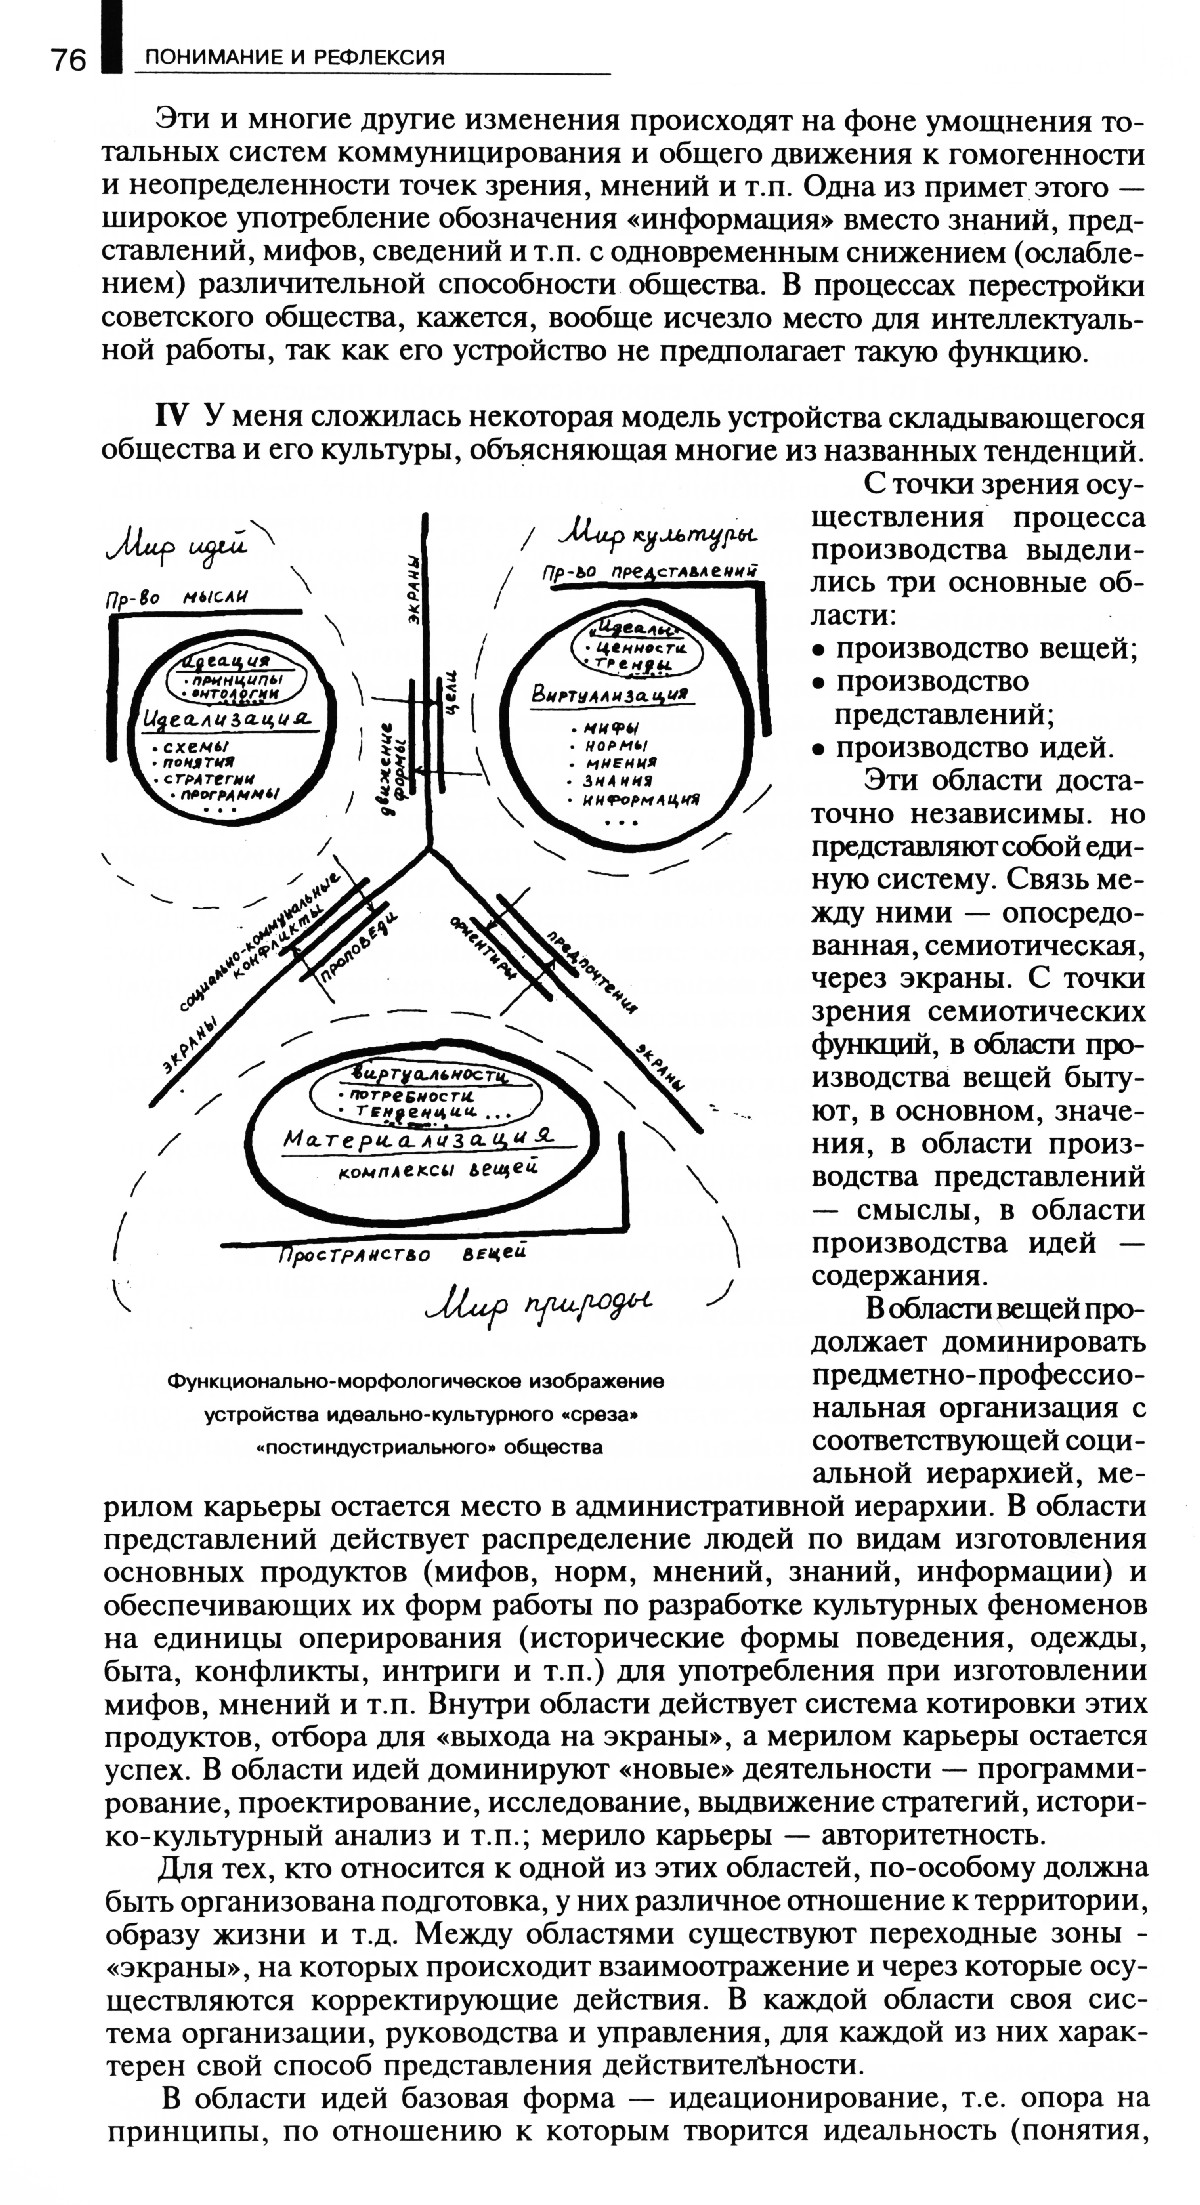 76
ПОНИМАНИЕ И РЕФЛЕКСИЯ
Эти и многие другие изменения происходят на фоне умощнения то-
тальных систем коммуницирования и общего движения к гомогенности
и неопределенности точек зрения, мнений и т.п. Одна из примет этого —
широкое употребление обозначения «информация» вместо знаний, пред-
ставлений, мифов, сведений и т.п. с одновременным снижением (ослабле-
нием) различительной способности общества. В процессах перестройки
советского общества, кажется, вообще исчезло место для интеллектуаль-
ной работы, так как его устройство не предполагает такую функцию.
IV У меня сложилась некоторая модель устройства складывающегося
общества и его культуры, объясняющая многие из названных тенденций.
С точки зрения осу-
ществления процесса
производства выдели-
лись три основные об-
ласти:
• производство вещей;
• производство
представлений;
• производство идей.
Эти области доста-
точно независимы. но
представляют собой еди-
ную систему. Связь ме-
жду ними — опосредо-
ванная, семиотическая,
через экраны. С точки
зрения семиотических
функций, в области про-
изводства вещей быту-
ют, в основном, значе-
ния, в области произ-
водства представлений
— смыслы, в области
производства идей —
содержания.
В области вещей про-
должает доминировать
предметно-профессио-
нальная организация с
соответствующей соци-
альной иерархией, ме-
Мир идей
Пр-во мысли
Идеация
• принципы
• онтологии
Идеализация
• схемы
• понятия
• стратегии
• программы
...
экраны
цели
движение
формы
Мир культуры
Пр-во представлений
„Идеалы"
• ценности
• тренды
Виртуализация
• мифы
• нормы
• мнения
• знания
• информация
...
социально-коммунальные
конфликты
проповеди
экраны
ориентиры
предпочтения
экраны
Виртуальности
• потребности
• тенденции ...
Материализация
комплексы вещей
Пространство вещей
Мир природы
Функционально-морфологическое изображение
устройства идеально-культурного «среза»
«постиндустриального» общества
рилом карьеры остается место в административной иерархии. В области
представлений действует распределение людей по видам изготовления
основных продуктов (мифов, норм, мнений, знаний, информации) и
обеспечивающих их форм работы по разработке культурных феноменов
на единицы оперирования (исторические формы поведения, одежды,
быта, конфликты, интриги и т.п.) для употребления при изготовлении
мифов, мнений и т.п. Внутри области действует система котировки этих
продуктов, отбора для «выхода на экраны», а мерилом карьеры остается
успех. В области идей доминируют «новые» деятельности — программи-
рование, проектирование, исследование, выдвижение стратегий, истори-
ко-культурный анализ и т.п.; мерило карьеры — авторитетность.
Для тех, кто относится к одной из этих областей, по-особому должна
быть организована подготовка, у них различное отношение к территории,
образу жизни и т.д. Между областями существуют переходные зоны -
«экраны», на которых происходит взаимоотражение и через которые осу-
ществляются корректирующие действия. В каждой области своя сис-
тема организации, руководства и управления, для каждой из них харак-
терен свой способ представления действительности.
В области идей базовая форма — идеационирование, т.е. опора на
принципы, по отношению к которым творится идеальность (понятия,